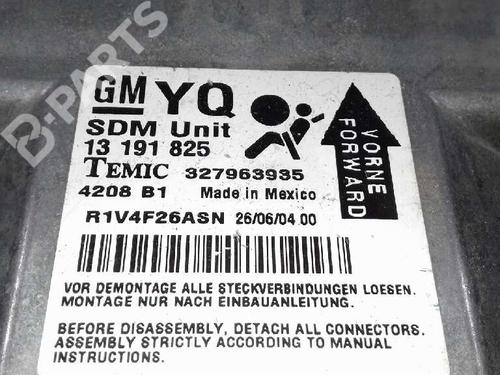 B-PARTS
GM YQ
SDM Unit
13 191 825
TEMIC 327963935
4208 B1 Made in Mexico
R1V4F26ASN 26/06/04 00
VORNE
FORWARD
VOR DEMONTAGE ALLE STECKVERBINDUNGEN LOESEN.
MONTAGE NUR NACH EINBAUANLEITUNG.
BEFORE DISASSEMBLY, DETACH ALL CONNECTORS.
ASSEMBLY STRICTLY ACCORDING TO MANUAL
INSTRUCTIONS.
B-PARTS